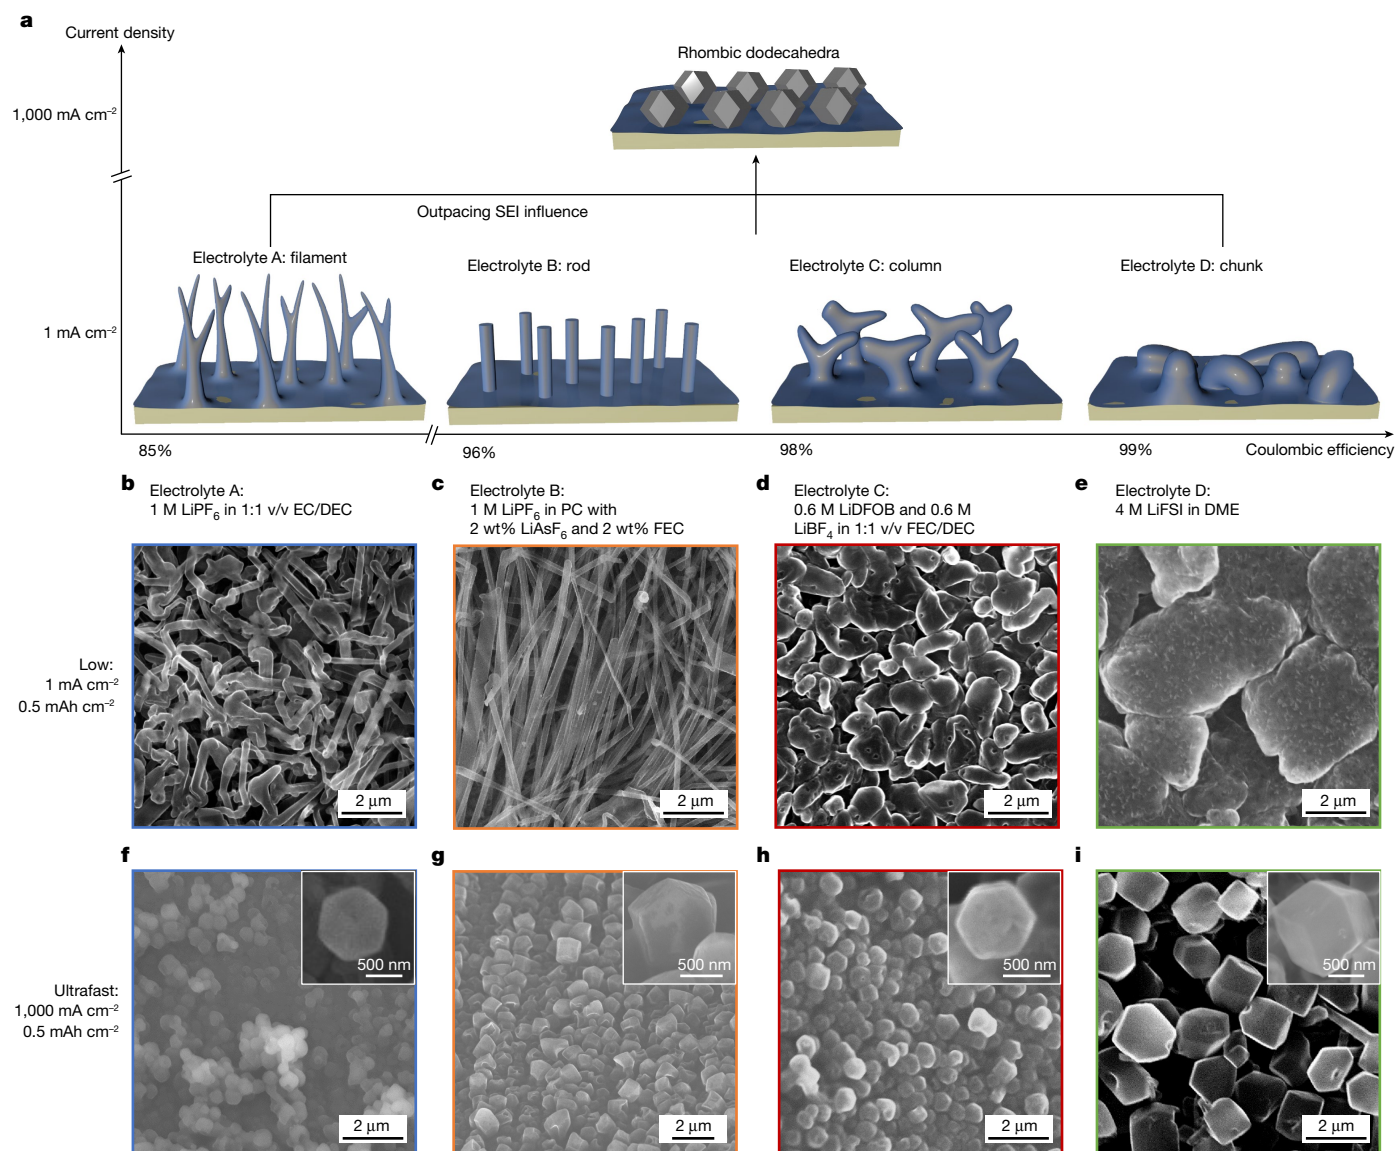 a
Current density
Rhombic dodecahedra
1,000 mA cm⁻²
Outpacing SEI influence
Electrolyte A: filament
Electrolyte B: rod
Electrolyte C: column
Electrolyte D: chunk
1 mA cm⁻²
85%
96%
98%
99%
Coulombic efficiency
b
Electrolyte A:
1 M LiPF₆ in 1:1 v/v EC/DEC
c
Electrolyte B:
1 M LiPF₆ in PC with
2 wt% LiAsF₆ and 2 wt% FEC
d
Electrolyte C:
0.6 M LiDFOB and 0.6 M
LiBF₄ in 1:1 v/v FEC/DEC
e
Electrolyte D:
4 M LiFSI in DME
Low:
1 mA cm⁻²
0.5 mAh cm⁻²
2 μm
2 μm
2 μm
2 μm
f
g
h
i
500 nm
500 nm
500 nm
500 nm
Ultrafast:
1,000 mA cm⁻²
0.5 mAh cm⁻²
2 μm
2 μm
2 μm
2 μm